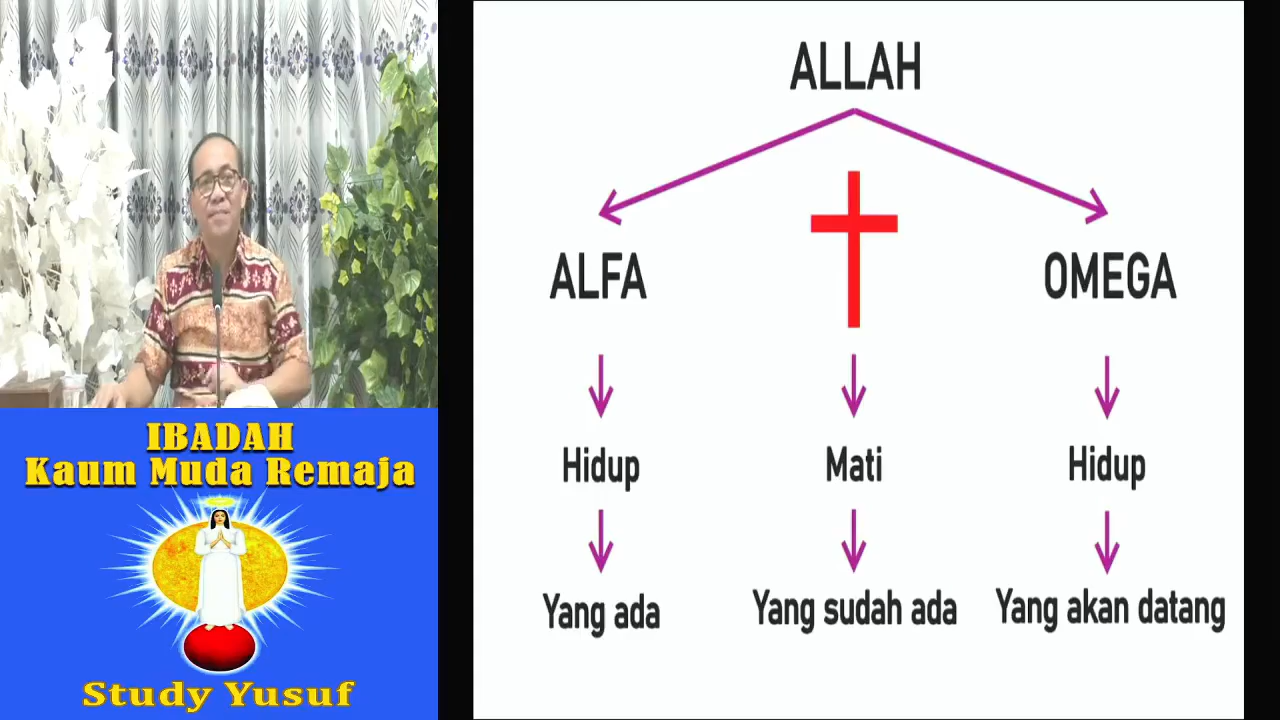 IBADAH
Kaum Muda Remaja
Study Yusuf
ALLAH
ALFA
OMEGA
Hidup
Mati
Hidup
Yang ada
Yang sudah ada
Yang akan datang